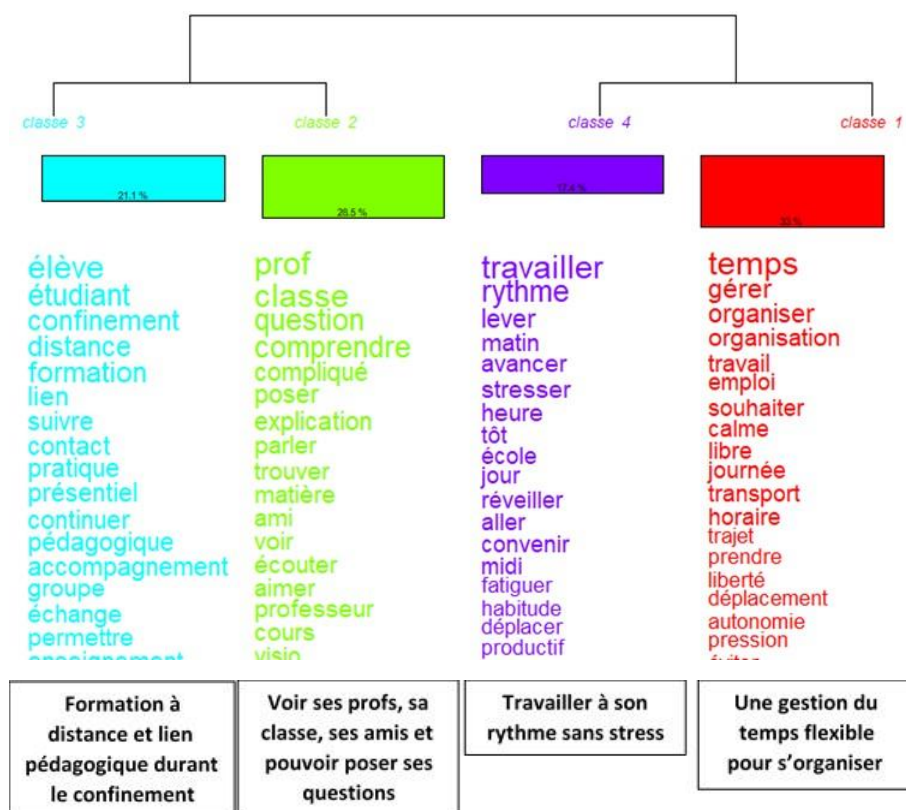 classe 3
classe 2
classe 4
classe 1
21.1 %
28.5 %
17.4 %
33 %
élève
étudiant
confinement
distance
formation
lien
suivre
contact
pratique
présentiel
continuer
pédagogique
accompagnement
groupe
échange
permettre
enseignement
prof
classe
question
comprendre
compliqué
poser
explication
parler
trouver
matière
ami
voir
écouter
aimer
professeur
cours
visio
travailler
rythme
lever
matin
avancer
stresser
heure
tôt
école
jour
réveiller
aller
convenir
midi
fatiguer
habitude
déplacer
productif
temps
gérer
organiser
organisation
travail
emploi
souhaiter
calme
libre
journée
transport
horaire
trajet
prendre
liberté
déplacement
autonomie
pression
éviter
Formation à
distance et lien
pédagogique durant
le confinement
Voir ses profs, sa
classe, ses amis et
pouvoir poser ses
questions
Travailler à son
rythme sans stress
Une gestion du
temps flexible
pour s’organiser